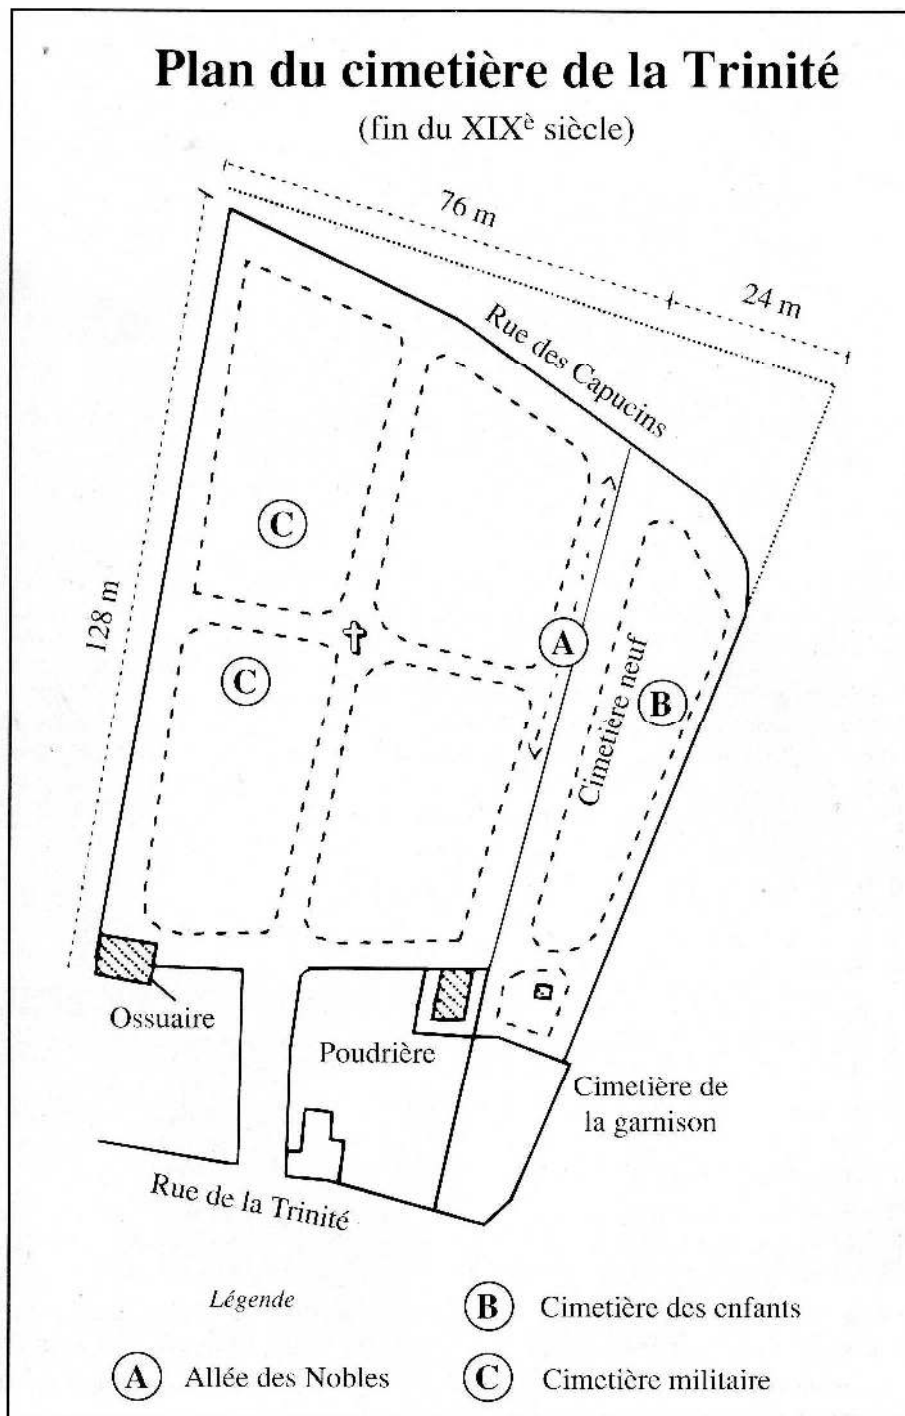 Plan du cimetière de la Trinité
(fin du XIXè siècle)
76 m
24 m
Rue des Capucins
128 m
C
C
A
B
Cimetière neuf
Ossuaire
Poudrière
Cimetière de
la garnison
Rue de la Trinité
Légende
B Cimetière des enfants
A Allée des Nobles
C Cimetière militaire